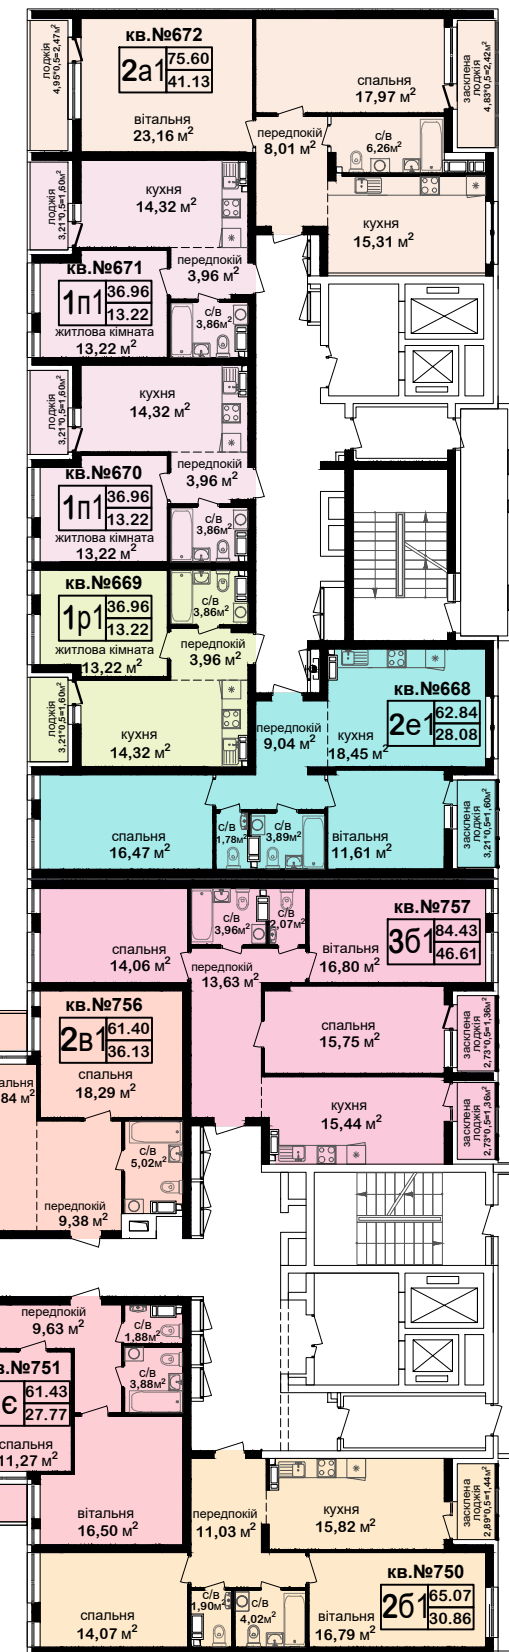 кв.№672
2а1
75.60
41.13
лоджія
4,95*0,5=2,47м²
вітальня
23,16 м²
спальня
17,97 м²
засклена
лоджія
4,83*0,5=2,42м²
передпокій
8,01 м²
с/в
6,26м²
кухня
15,31 м²
лоджія
3,21*0,5=1,60м²
кухня
14,32 м²
передпокій
3,96 м²
кв.№671
1п1
36.96
13.22
житлова кімната
13,22 м²
с/в
3,86м²
лоджія
3,21*0,5=1,60м²
кухня
14,32 м²
передпокій
3,96 м²
кв.№670
1п1
36.96
13.22
житлова кімната
13,22 м²
с/в
3,86м²
кв.№669
1р1
36.96
13.22
житлова кімната
13,22 м²
с/в
3,86м²
передпокій
3,96 м²
лоджія
3,21*0,5=1,60м²
кухня
14,32 м²
кв.№668
2е1
62.84
28.08
передпокій
9,04 м²
кухня
18,45 м²
спальня
16,47 м²
с/в
1,78м²
с/в
3,89м²
вітальня
11,61 м²
засклена
лоджія
3,21*0,5=1,60м²
кв.№757
3б1
84.43
46.61
спальня
14,06 м²
с/в
3,96м²
с/в
2,07м²
вітальня
16,80 м²
передпокій
13,63 м²
спальня
15,75 м²
засклена
лоджія
2,73*0,5=1,36м²
кухня
15,44 м²
засклена
лоджія
2,73*0,5=1,36м²
кв.№756
2в1
61.40
36.13
спальня
18,29 м²
альня
84 м²
с/в
5,02м²
передпокій
9,38 м²
передпокій
9,63 м²
с/в
1,88м²
с/в
3,88м²
в.№751
є
61.43
27.77
спальня
11,27 м²
вітальня
16,50 м²
передпокій
11,03 м²
кухня
15,82 м²
засклена
лоджія
2,89*0,5=1,44м²
кв.№750
2б1
65.07
30.86
спальня
14,07 м²
с/в
1,90м²
с/в
4,02м²
вітальня
16,79 м²